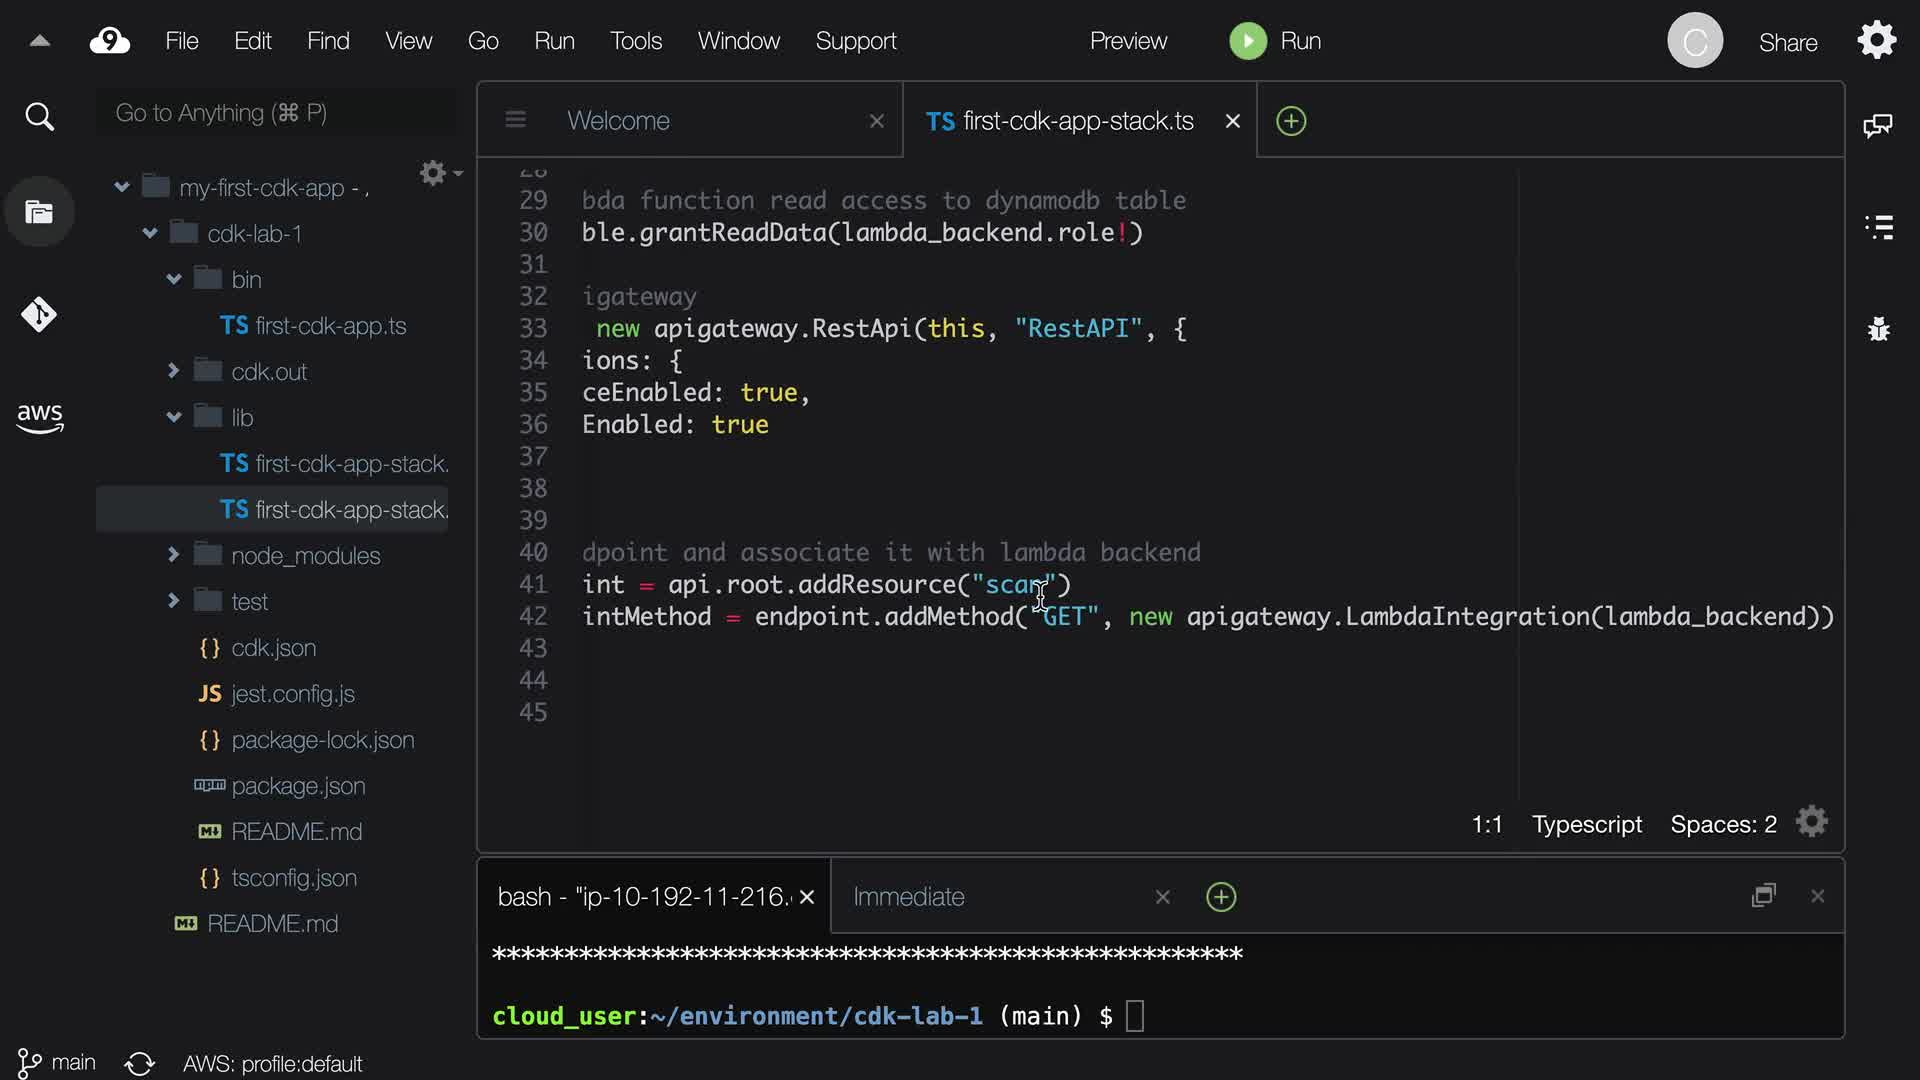 9 File Edit Find View Go Run Tools Window Support Preview Run C Share
Go to Anything (⌘ P)
Welcome
TS first-cdk-app-stack.ts
my-first-cdk-app - ,
cdk-lab-1
bin
TS first-cdk-app.ts
cdk.out
aws
lib
TS first-cdk-app-stack.
TS first-cdk-app-stack.
node_modules
test
{} cdk.json
JS jest.config.js
{} package-lock.json
package.json
README.md
{} tsconfig.json
README.md
28
29 bda function read access to dynamodb table
30 ble.grantReadData(lambda_backend.role!)
31
32 igateway
33 new apigateway.RestApi(this, "RestAPI", {
34 ions: {
35 ceEnabled: true,
36 Enabled: true
37
38
39
40 dpoint and associate it with lambda backend
41 int = api.root.addResource("scan")
42 intMethod = endpoint.addMethod("GET", new apigateway.LambdaIntegration(lambda_backend))
43
44
45
1:1 Typescript Spaces: 2
bash - "ip-10-192-11-216.
Immediate
****************************************************
cloud_user:~/environment/cdk-lab-1 (main) $
main AWS: profile:default